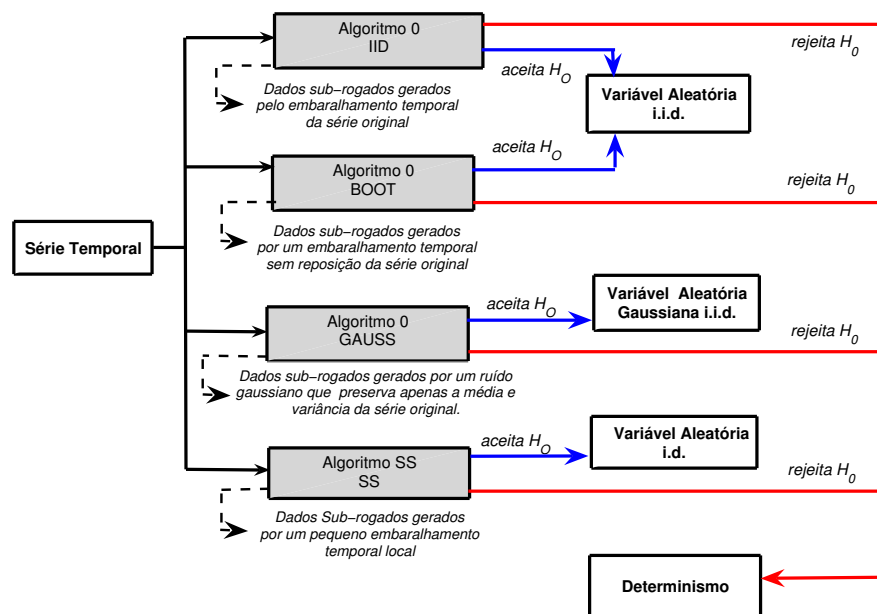 Algoritmo 0
IID
rejeita H0
aceita HO
Dados sub−rogados gerados
pelo embaralhamento temporal
da série original
Variável Aleatória
i.i.d.
aceita HO
Algoritmo 0
BOOT
rejeita H0
Dados sub−rogados gerados
por um embaralhamento temporal
sem reposição da série original
Série Temporal
Variável Aleatória
Gaussiana i.i.d.
aceita HO
Algoritmo 0
GAUSS
rejeita H0
Dados sub−rogados gerados por um ruído
gaussiano que preserva apenas a média e
variância da série original.
Variável Aleatória
i.d.
aceita HO
Algoritmo SS
SS
rejeita H0
Dados Sub−rogados gerados
por um pequeno embaralhamento
temporal local
Determinismo